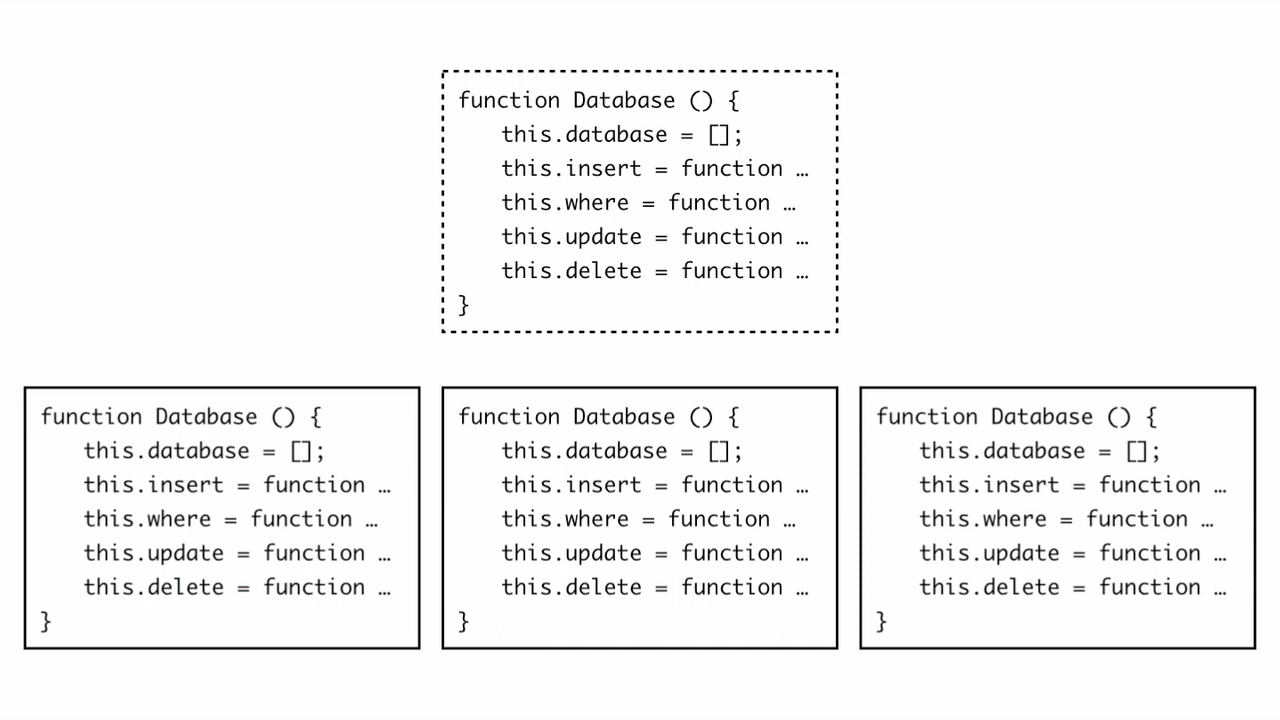 function Database () {
this.database = [];
this.insert = function …
this.where = function …
this.update = function …
this.delete = function …
}
function Database () {
this.database = [];
this.insert = function …
this.where = function …
this.update = function …
this.delete = function …
}
function Database () {
this.database = [];
this.insert = function …
this.where = function …
this.update = function …
this.delete = function …
}
function Database () {
this.database = [];
this.insert = function …
this.where = function …
this.update = function …
this.delete = function …
}